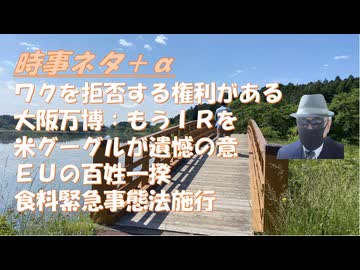 時事ネタ＋α
ワクを拒否する権利がある
大阪万博：もうＩＲを
米グーグルが遺憾の意
ＥＵの百姓一揆
食料緊急事態法施行